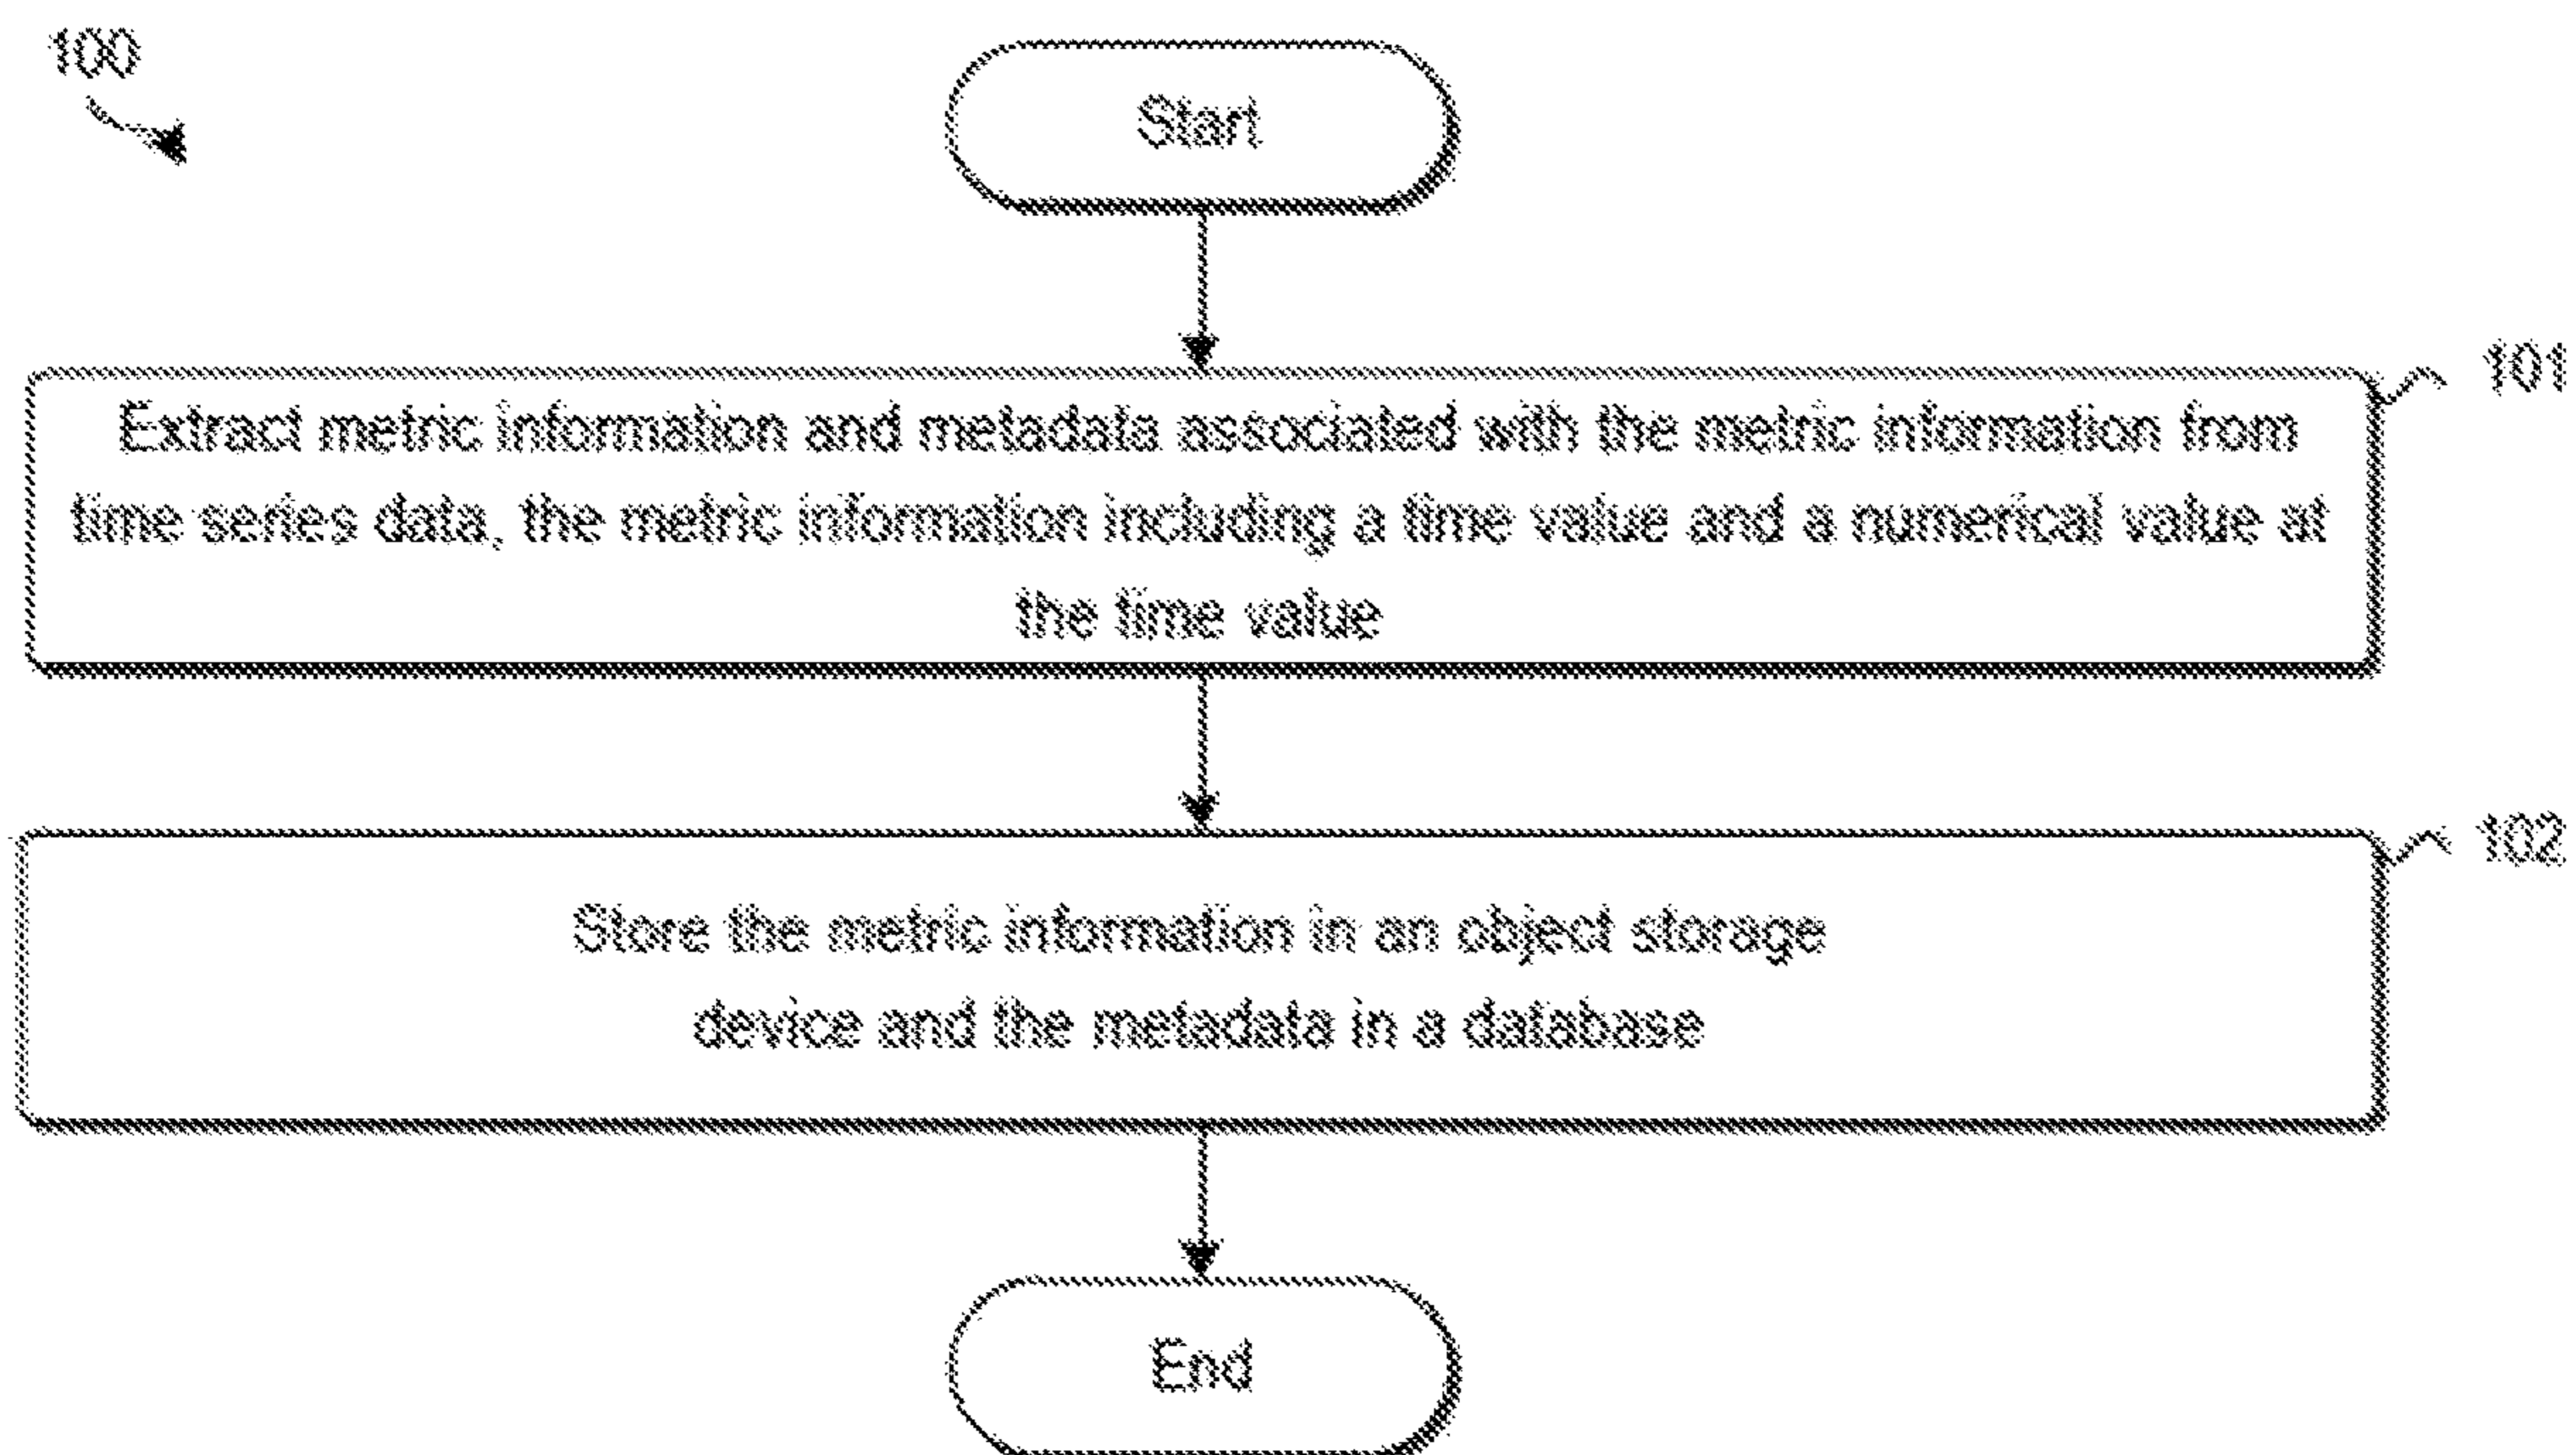 100
Start
101
Extract metric information and metadata associated with the metric information from
time series data, the metric information including a time value and a numerical value at
the time value
102
Store the metric information in an object storage
device and the metadata in a database
End